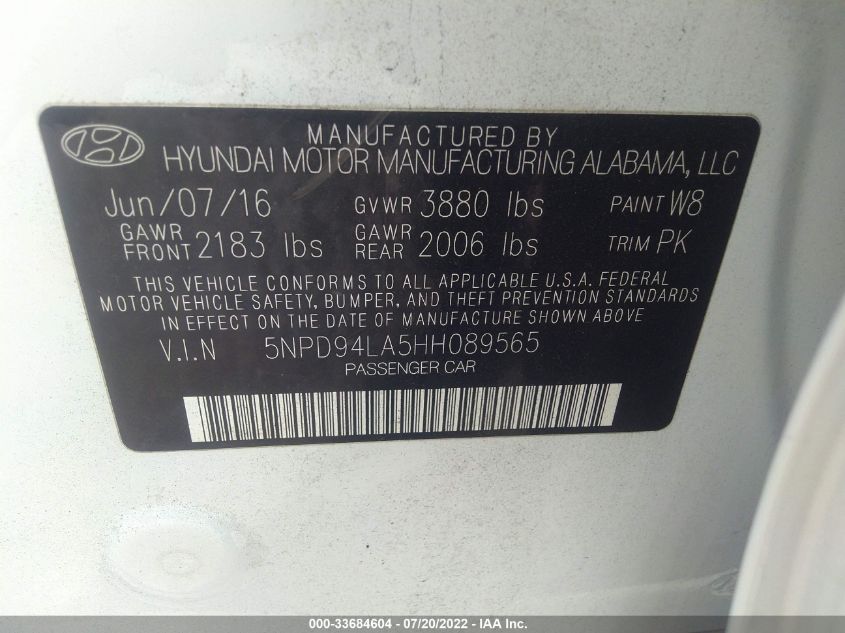 MANUFACTURED BY
HYUNDAI MOTOR MANUFACTURING ALABAMA, LLC
Jun/07/16 GVWR 3880 lbs PAINT W8
GAWR FRONT 2183 lbs GAWR REAR 2006 lbs TRIM PK
THIS VEHICLE CONFORMS TO ALL APPLICABLE U.S.A. FEDERAL
MOTOR VEHICLE SAFETY, BUMPER, AND THEFT PREVENTION STANDARDS
IN EFFECT ON THE DATE OF MANUFACTURE SHOWN ABOVE
V.I.N 5NPD94LA5HH089565
PASSENGER CAR
000-33684604 - 07/20/2022 - IAA Inc.